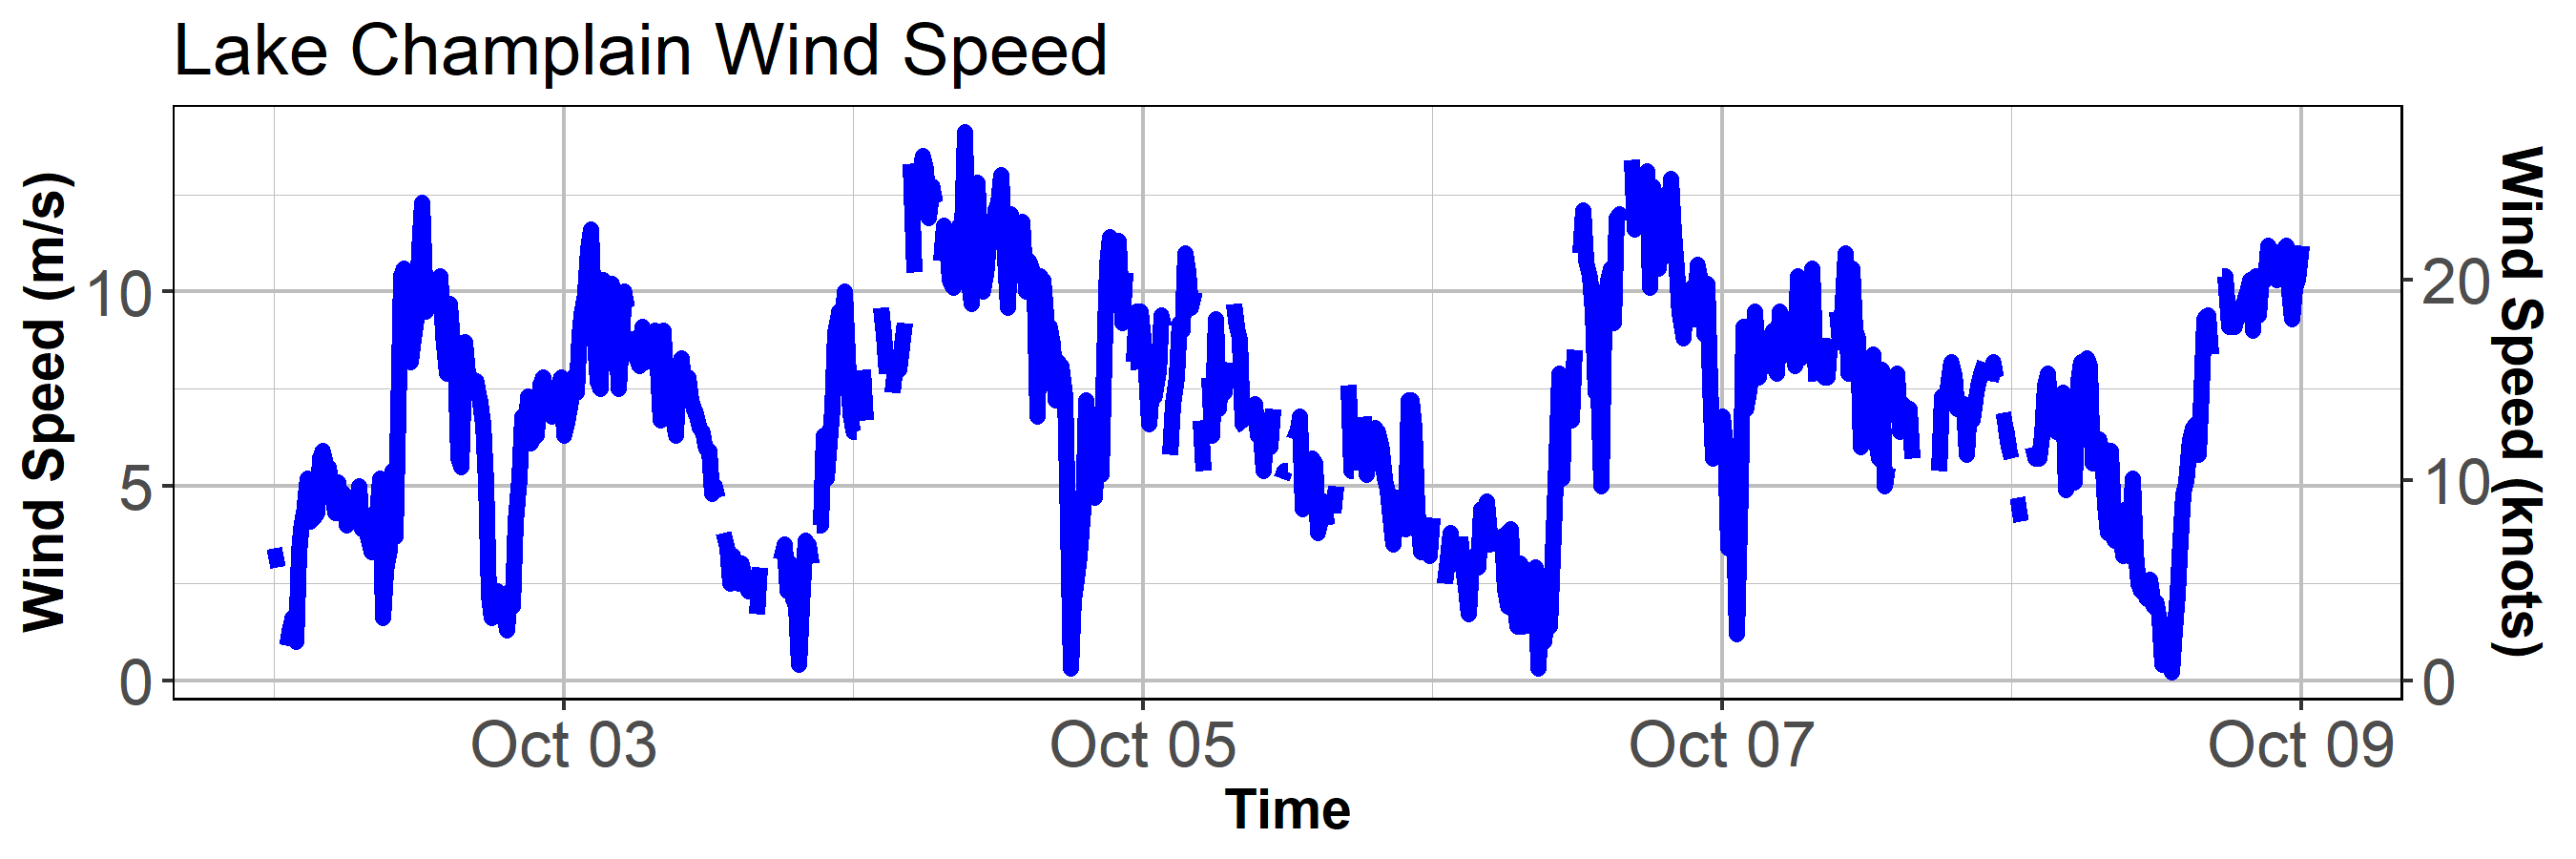 Lake Champlain Wind Speed
Wind Speed (m/s)
10
5
0
20
10
0
Wind Speed (knots)
Oct 03
Oct 05
Oct 07
Oct 09
Time